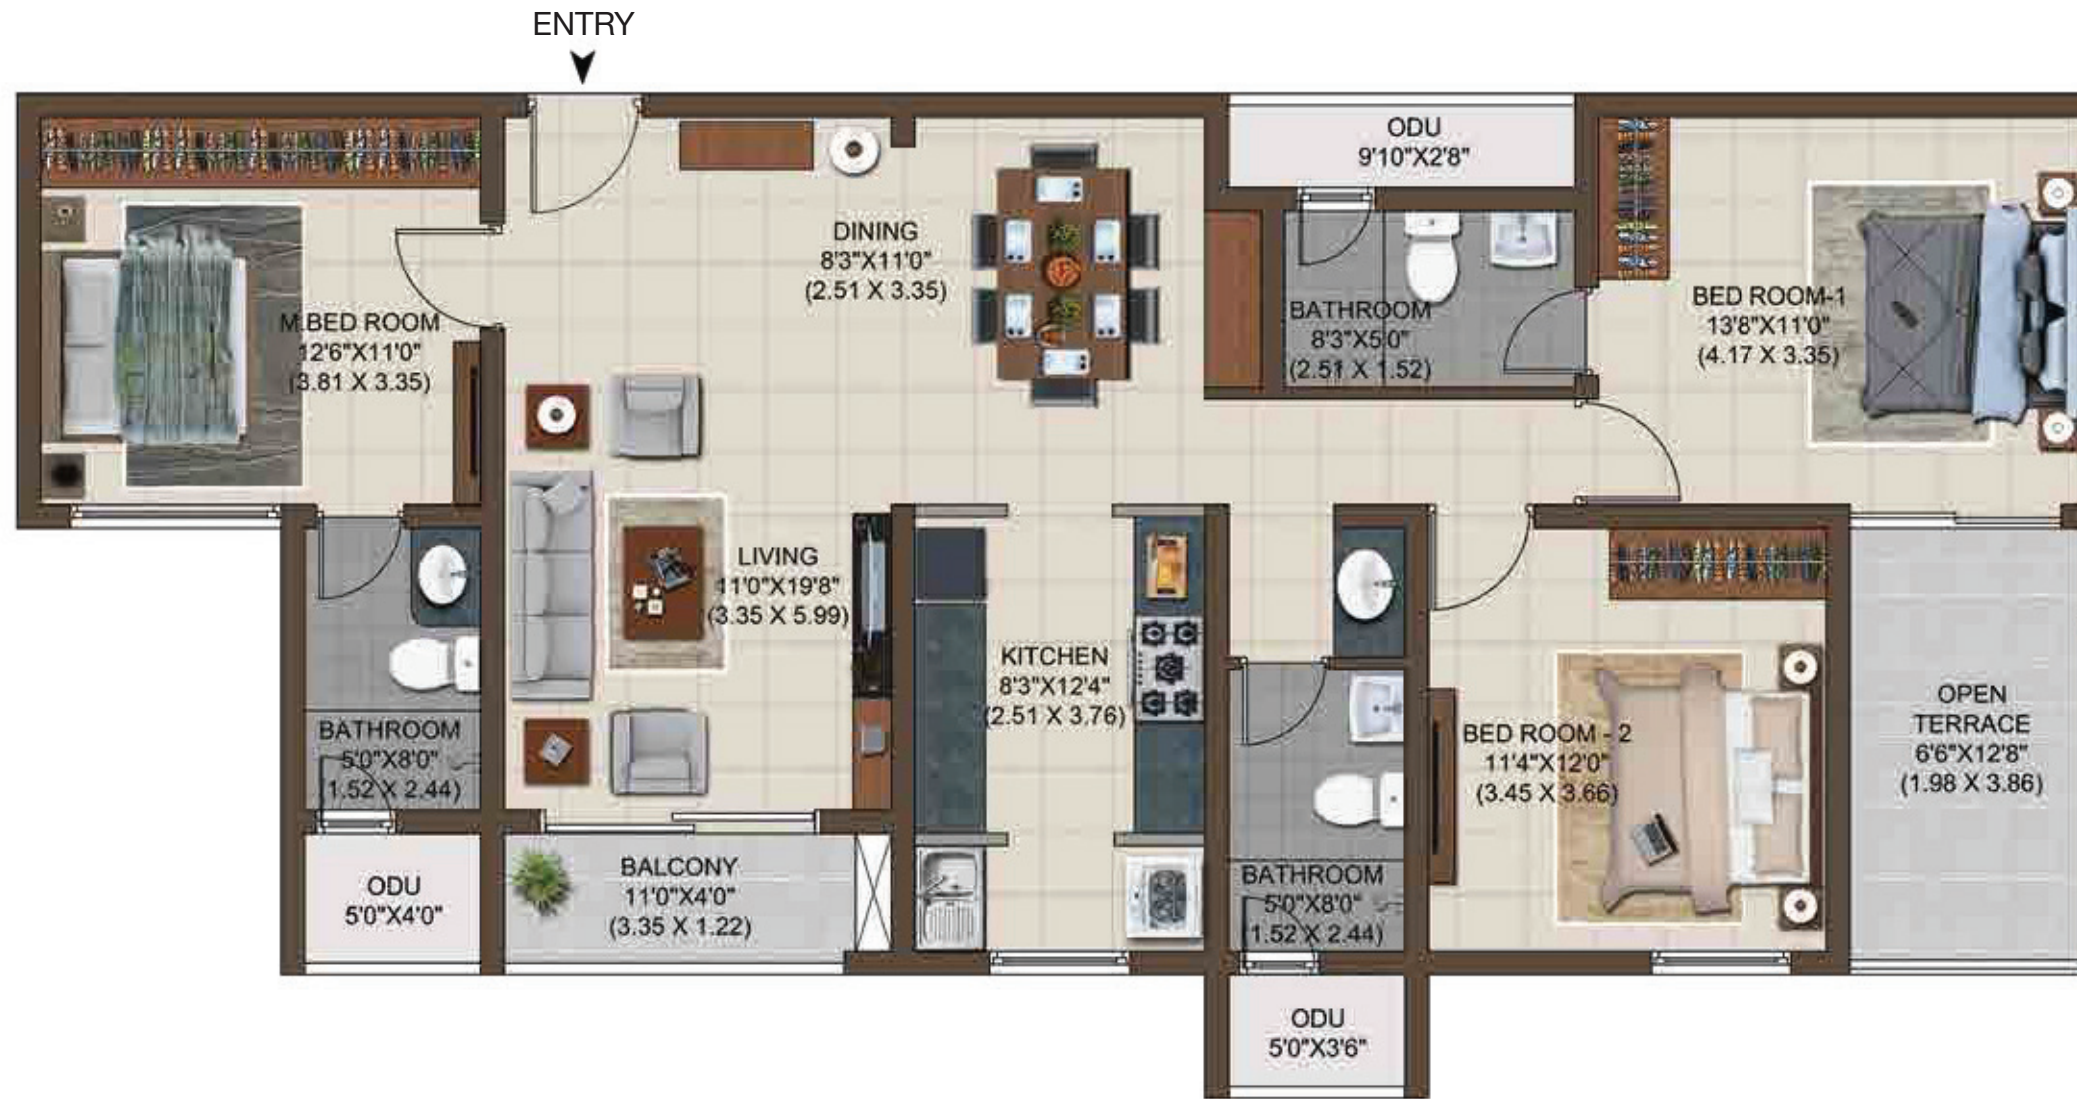 ENTRY
ODU
9'10"X2'8"
DINING
8'3"X11'0"
(2.51 X 3.35)
M.BED ROOM
12'6"X11'0"
(3.81 X 3.35)
BATHROOM
8'3"X5'0"
(2.51 X 1.52)
BED ROOM-1
13'8"X11'0"
(4.17 X 3.35)
LIVING
11'0"X19'8"
(3.35 X 5.99)
KITCHEN
8'3"X12'4"
(2.51 X 3.76)
BATHROOM
5'0"X8'0"
(1.52 X 2.44)
BED ROOM - 2
11'4"X12'0"
(3.45 X 3.66)
OPEN
TERRACE
6'6"X12'8"
(1.98 X 3.86)
ODU
5'0"X4'0"
BALCONY
11'0"X4'0"
(3.35 X 1.22)
BATHROOM
5'0"X8'0"
(1.52 X 2.44)
ODU
5'0"X3'6"